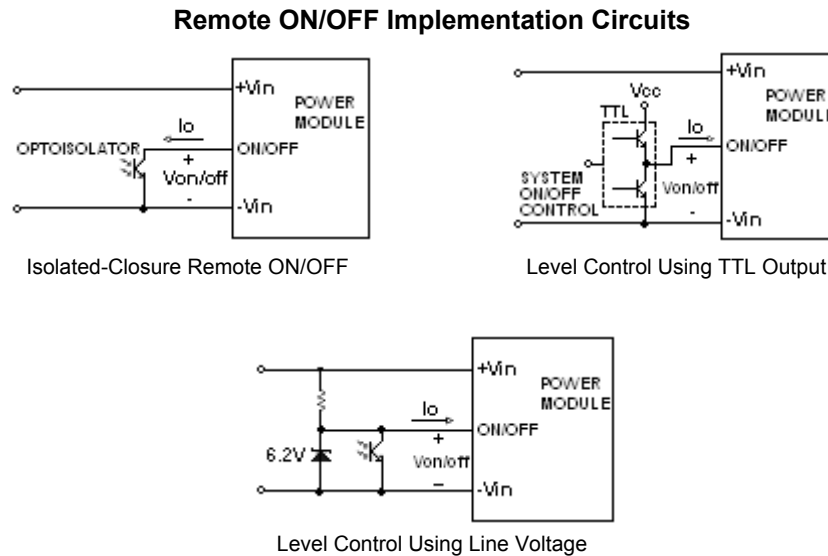 Remote ON/OFF Implementation Circuits
+Vin
POWER
MODULE
Io
OPTOISOLATOR
ON/OFF
+
Von/off
-
-Vin
Isolated-Closure Remote ON/OFF
+Vin
Vcc
POWER
MODULE
TTL
Io
ON/OFF
+
SYSTEM
ON/OFF
CONTROL
Von/off
-
-Vin
Level Control Using TTL Output
+Vin
POWER
MODULE
Io
ON/OFF
+
6.2V
Von/off
-
-Vin
Level Control Using Line Voltage